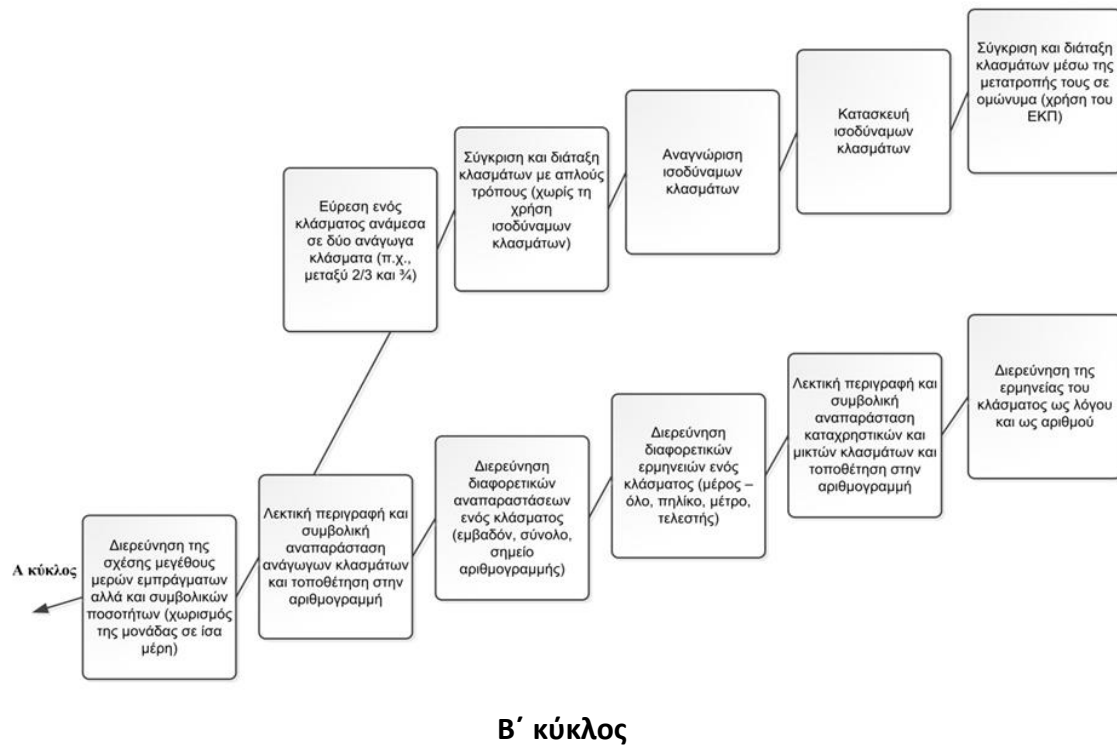 Σύγκριση και διάταξη
κλασμάτων μέσω της
μετατροπής τους σε
ομώνυμα (χρήση του
ΕΚΠ)
Κατασκευή
ισοδύναμων
κλασμάτων
Αναγνώριση
ισοδύναμων
κλασμάτων
Σύγκριση και διάταξη
κλασμάτων με απλούς
τρόπους (χωρίς τη
χρήση
ισοδύναμων
κλασμάτων)
Εύρεση ενός
κλάσματος ανάμεσα
σε δύο ανάγωγα
κλάσματα (π.χ.,
μεταξύ 2/3 και ¾)
Διερεύνηση της
ερμηνείας του
κλάσματος ως λόγου
και ως αριθμού
Λεκτική περιγραφή και
συμβολική
αναπαράσταση
καταχρηστικών και
μικτών κλασμάτων και
τοποθέτηση στην
αριθμογραμμή
Διερεύνηση
διαφορετικών
ερμηνειών ενός
κλάσματος (μέρος –
όλο, πηλίκο, μέτρο,
τελεστής)
Διερεύνηση
διαφορετικών
αναπαραστάσεων
ενός κλάσματος
(εμβαδόν, σύνολο,
σημείο
αριθμογραμμής)
Λεκτική περιγραφή και
συμβολική
αναπαράσταση
ανάγωγων κλασμάτων
και τοποθέτηση στην
αριθμογραμμή
Διερεύνηση της
σχέσης μεγέθους
μερών εμπράγματων
αλλά και συμβολικών
ποσοτήτων (χωρισμός
της μονάδας σε ίσα
μέρη)
Α κύκλος
Β΄ κύκλος